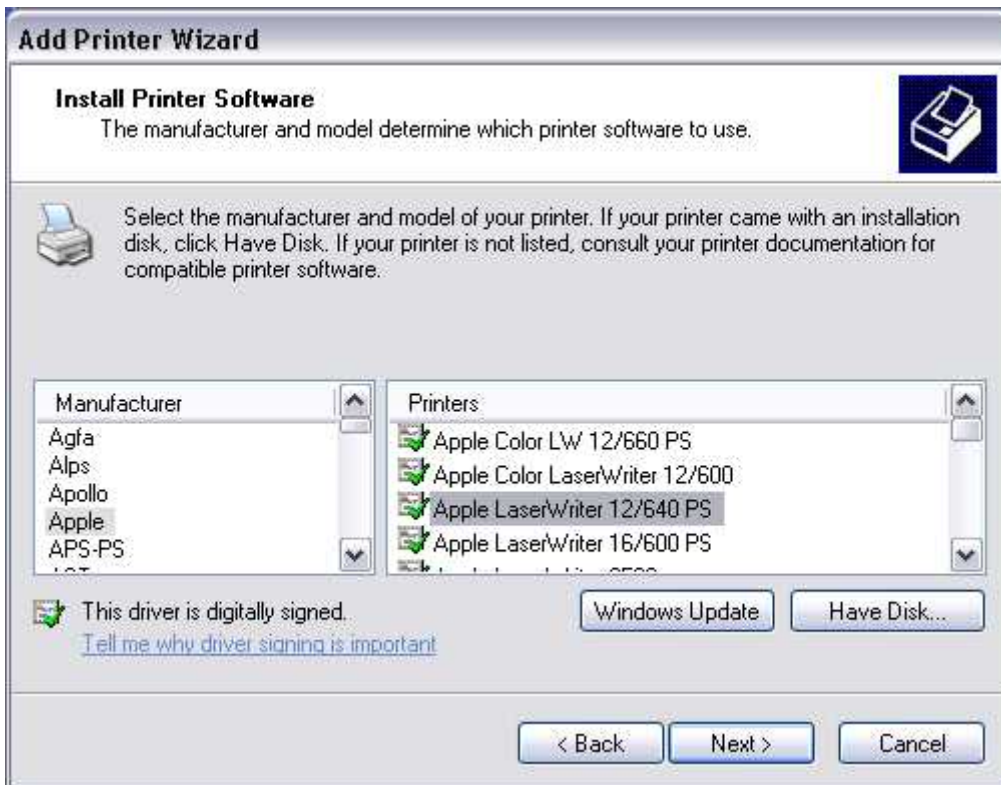 Add Printer Wizard
Install Printer Software
The manufacturer and model determine which printer software to use.
Select the manufacturer and model of your printer. If your printer came with an installation
disk, click Have Disk. If your printer is not listed, consult your printer documentation for
compatible printer software.
Manufacturer
Agfa
Alps
Apollo
Apple
APS-PS
Printers
Apple Color LW 12/660 PS
Apple Color LaserWriter 12/600
Apple LaserWriter 12/640 PS
Apple LaserWriter 16/600 PS
This driver is digitally signed.
Tell me why driver signing is important
Windows Update
Have Disk...
< Back
Next >
Cancel